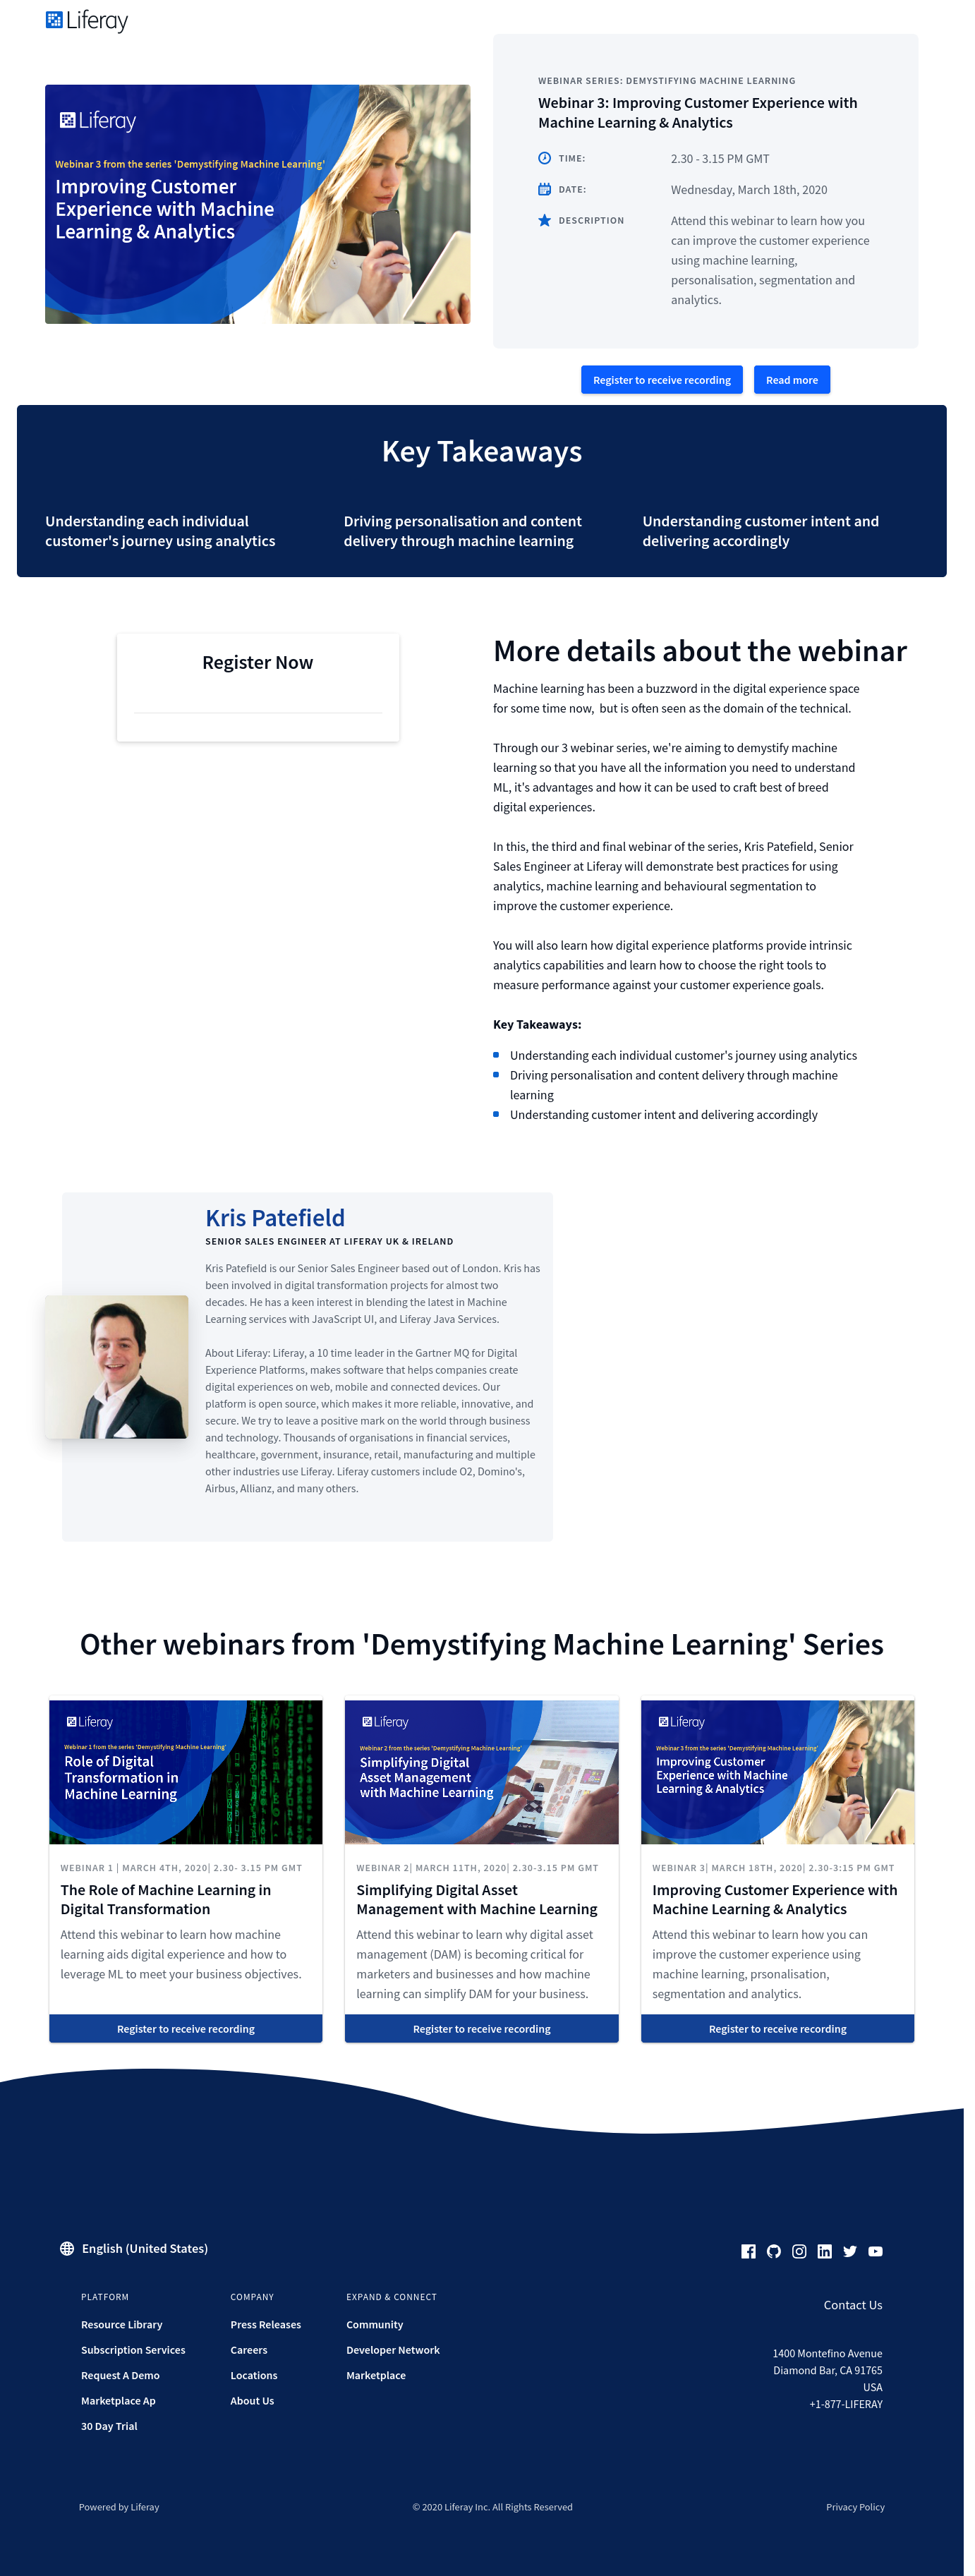 Liferay
Liferay
Webinar 3 from the series 'Demystifying Machine Learning'
Improving Customer
Experience with Machine
Learning & Analytics
WEBINAR SERIES: DEMYSTIFYING MACHINE LEARNING
Webinar 3: Improving Customer Experience with
Machine Learning & Analytics
TIME:
2.30 - 3.15 PM GMT
DATE:
Wednesday, March 18th, 2020
DESCRIPTION
Attend this webinar to learn how you
can improve the customer experience
using machine learning,
personalisation, segmentation and
analytics.
Register to receive recording
Read more
Key Takeaways
Understanding each individual
customer's journey using analytics
Driving personalisation and content
delivery through machine learning
Understanding customer intent and
delivering accordingly
Register Now
More details about the webinar
Machine learning has been a buzzword in the digital experience space
for some time now,  but is often seen as the domain of the technical.
Through our 3 webinar series, we're aiming to demystify machine
learning so that you have all the information you need to understand
ML, it's advantages and how it can be used to craft best of breed
digital experiences.
In this, the third and final webinar of the series, Kris Patefield, Senior
Sales Engineer at Liferay will demonstrate best practices for using
analytics, machine learning and behavioural segmentation to
improve the customer experience.
You will also learn how digital experience platforms provide intrinsic
analytics capabilities and learn how to choose the right tools to
measure performance against your customer experience goals.
Key Takeaways:
Understanding each individual customer's journey using analytics
Driving personalisation and content delivery through machine
learning
Understanding customer intent and delivering accordingly
Kris Patefield
SENIOR SALES ENGINEER AT LIFERAY UK & IRELAND
Kris Patefield is our Senior Sales Engineer based out of London. Kris has
been involved in digital transformation projects for almost two
decades. He has a keen interest in blending the latest in Machine
Learning services with JavaScript UI, and Liferay Java Services.
About Liferay: Liferay, a 10 time leader in the Gartner MQ for Digital
Experience Platforms, makes software that helps companies create
digital experiences on web, mobile and connected devices. Our
platform is open source, which makes it more reliable, innovative, and
secure. We try to leave a positive mark on the world through business
and technology. Thousands of organisations in financial services,
healthcare, government, insurance, retail, manufacturing and multiple
other industries use Liferay. Liferay customers include O2, Domino's,
Airbus, Allianz, and many others.
Other webinars from 'Demystifying Machine Learning' Series
Liferay
Webinar 1 from the series 'Demystifying Machine Learning'
Role of Digital
Transformation in
Machine Learning
WEBINAR 1 | MARCH 4TH, 2020| 2.30- 3.15 PM GMT
The Role of Machine Learning in
Digital Transformation
Attend this webinar to learn how machine
learning aids digital experience and how to
leverage ML to meet your business objectives.
Register to receive recording
Liferay
Webinar 2 from the series 'Demystifying Machine Learning'
Simplifying Digital
Asset Management
with Machine Learning
WEBINAR 2| MARCH 11TH, 2020| 2.30-3.15 PM GMT
Simplifying Digital Asset
Management with Machine Learning
Attend this webinar to learn why digital asset
management (DAM) is becoming critical for
marketers and businesses and how machine
learning can simplify DAM for your business.
Register to receive recording
Liferay
Webinar 3 from the series 'Demystifying Machine Learning'
Improving Customer
Experience with Machine
Learning & Analytics
WEBINAR 3| MARCH 18TH, 2020| 2.30-3:15 PM GMT
Improving Customer Experience with
Machine Learning & Analytics
Attend this webinar to learn how you can
improve the customer experience using
machine learning, prsonalisation,
segmentation and analytics.
Register to receive recording
English (United States)
PLATFORM
Resource Library
Subscription Services
Request A Demo
Marketplace Ap
30 Day Trial
COMPANY
Press Releases
Careers
Locations
About Us
EXPAND & CONNECT
Community
Developer Network
Marketplace
Contact Us
1400 Montefino Avenue
Diamond Bar, CA 91765
USA
+1-877-LIFERAY
Powered by Liferay
© 2020 Liferay Inc. All Rights Reserved
Privacy Policy